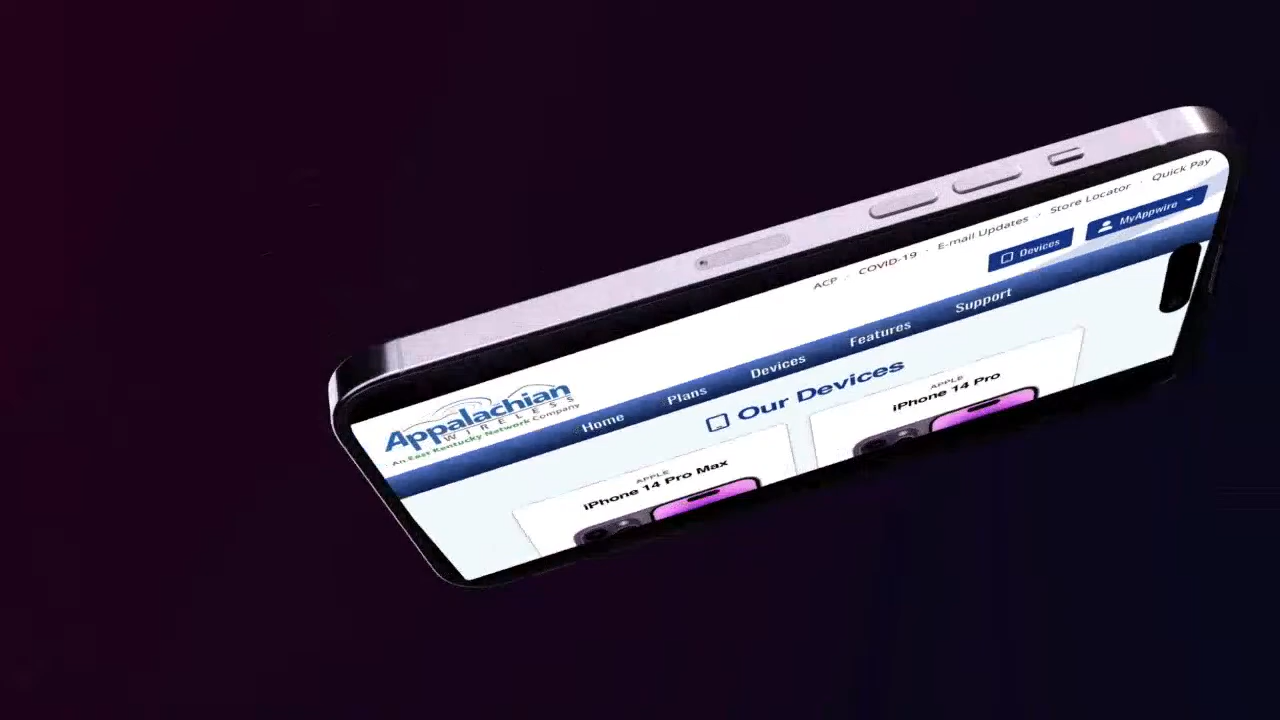 ACP · COVID-19 · E-mail Updates · Store Locator · Quick Pay
Devices
MyAppwire
Appalachian
WIRELESS
An East Kentucky Network Company
Home Plans Devices Features Support
Our Devices
APPLE
iPhone 14 Pro Max
APPLE
iPhone 14 Pro